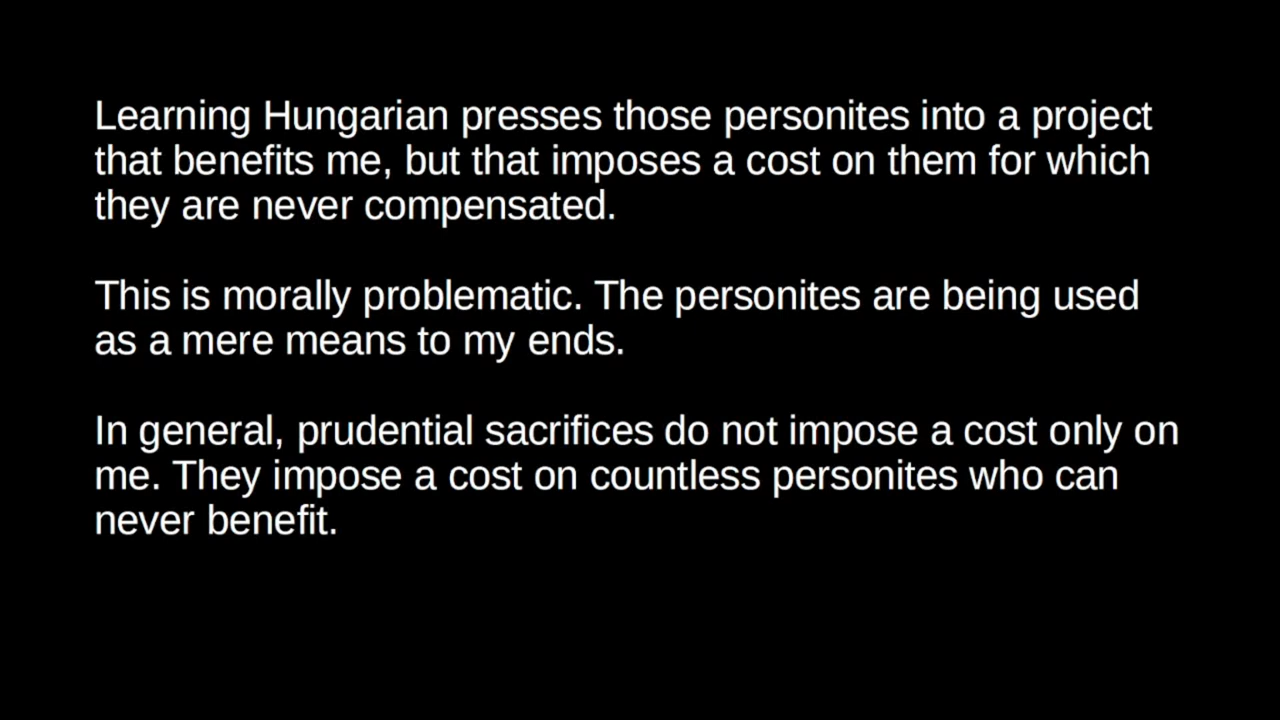 Learning Hungarian presses those personites into a project
that benefits me, but that imposes a cost on them for which
they are never compensated.
This is morally problematic. The personites are being used
as a mere means to my ends.
In general, prudential sacrifices do not impose a cost only on
me. They impose a cost on countless personites who can
never benefit.